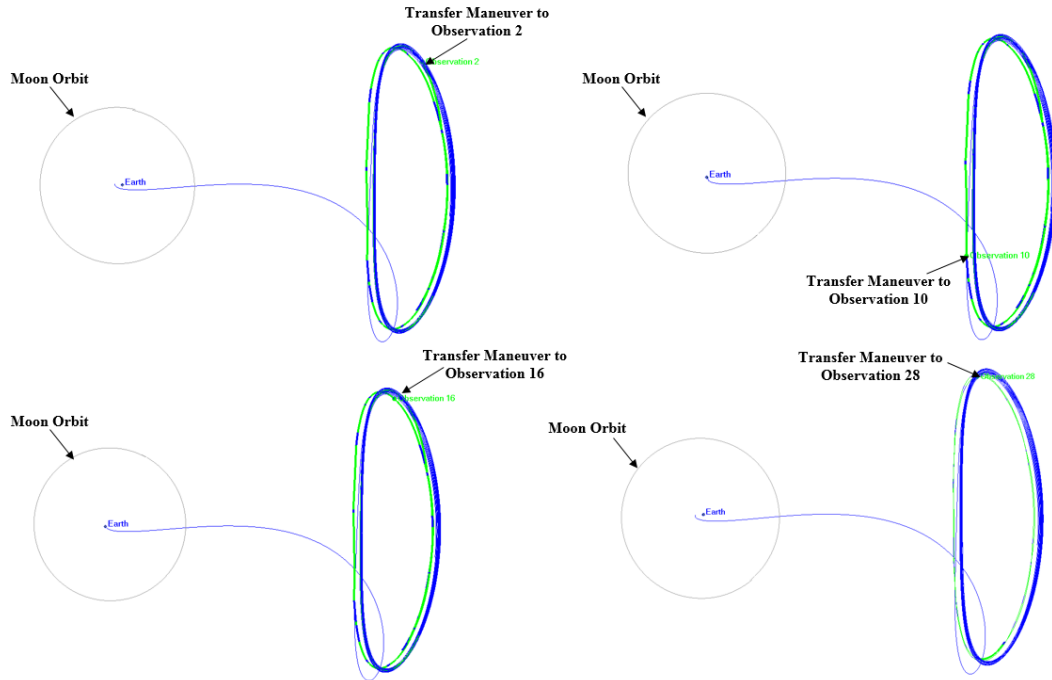 Transfer Maneuver to
Observation 2
Observation 2
Moon Orbit
Earth
Moon Orbit
Earth
Observation 10
Transfer Maneuver to
Observation 10
Transfer Maneuver to
Observation 16
Observation 16
Moon Orbit
Earth
Transfer Maneuver to
Observation 28
Observation 28
Moon Orbit
Earth